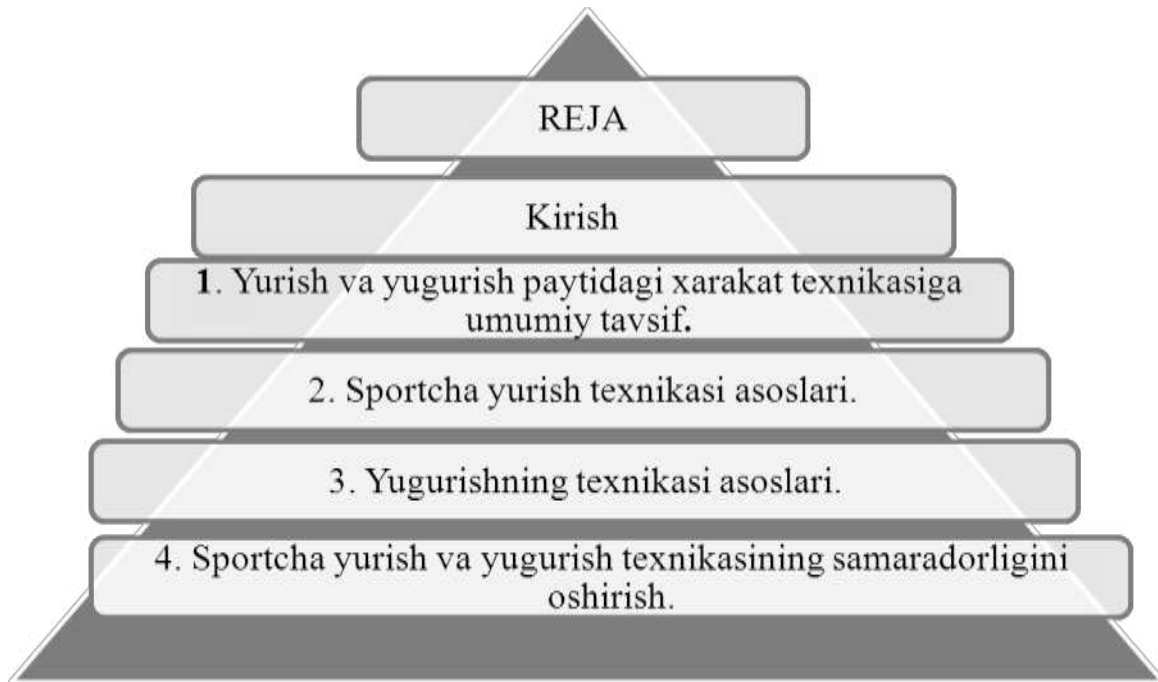 REJA
Kirish
1. Yurish va yugurish paytidagi xarakat texnikasiga
umumiy tavsif.
2. Sportcha yurish texnikasi asoslari.
3. Yugurishning texnikasi asoslari.
4. Sportcha yurish va yugurish texnikasining samaradorligini
oshirish.